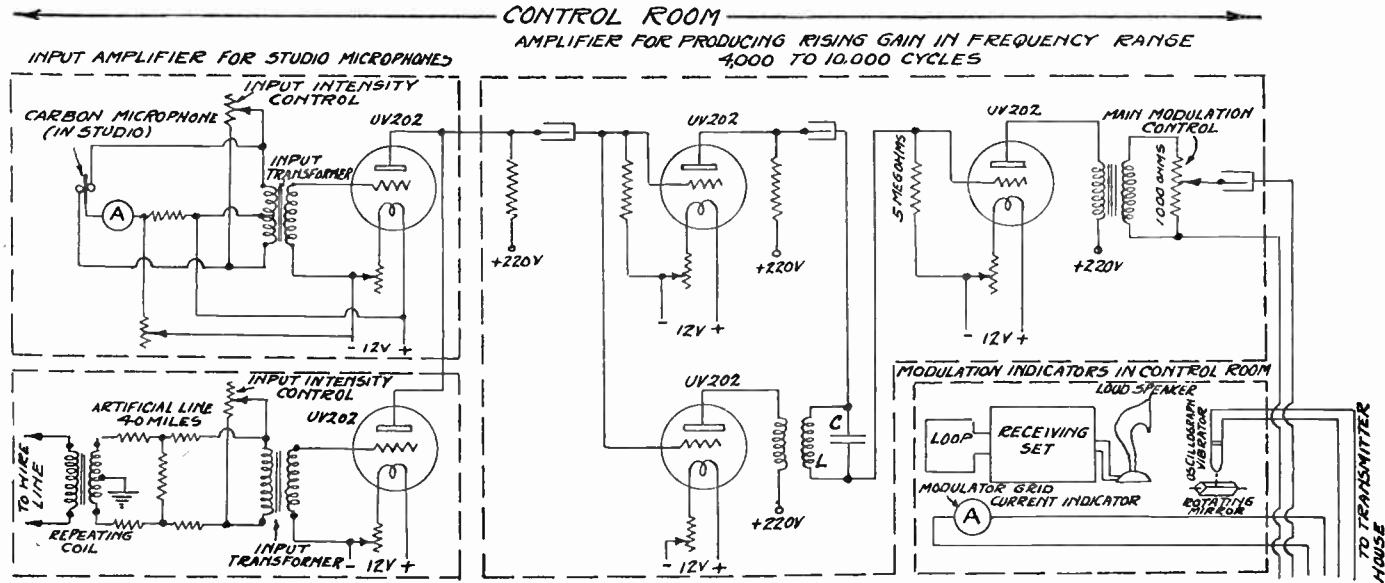 CONTROL ROOM
INPUT AMPLIFIER FOR STUDIO MICROPHONES
AMPLIFIER FOR PRODUCING RISING GAIN IN FREQUENCY RANGE
4,000 TO 10,000 CYCLES
INPUT INTENSITY
CONTROL
CARBON MICROPHONE
(IN STUDIO)
UV202
INPUT
TRANSFORMER
A
- 12V +
UV202
+220V
+220V
- 12V +
5 MEGOHMS
UV202
MAIN MODULATION
CONTROL
1000 OHMS
+220V
- 12V +
INPUT INTENSITY
CONTROL
ARTIFICIAL LINE
40 MILES
UV202
TO WIRE
LINE
REPEATING
COIL
INPUT
TRANSFORMER
- 12V +
UV202
C
L
+220V
- 12V +
MODULATION INDICATORS IN CONTROL ROOM
LOUD SPEAKER
LOOP
RECEIVING
SET
OSCILLOGRAPH
VIBRATOR
ROTATING
MIRROR
MODULATOR GRID
CURRENT INDICATOR
A
TO TRANSMITTER
HOUSE